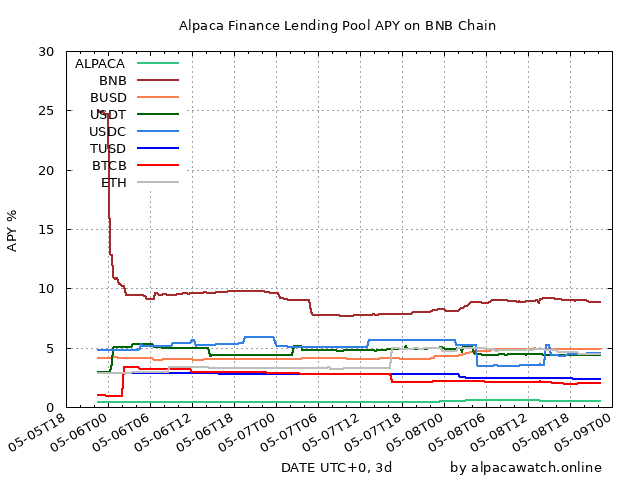 Alpaca Finance Lending Pool APY on BNB Chain
30
25
20
15
10
5
0
APY %
ALPACA
BNB
BUSD
USDT
USDC
TUSD
BTCB
ETH
05-05T18
05-06T00
05-06T06
05-06T12
05-06T18
05-07T00
05-07T06
05-07T12
05-07T18
05-08T00
05-08T06
05-08T12
05-08T18
05-09T00
DATE UTC+0, 3d
by alpacawatch.online